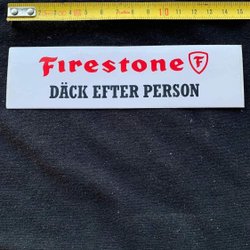 Firestone F
DÄCK EFTER PERSON